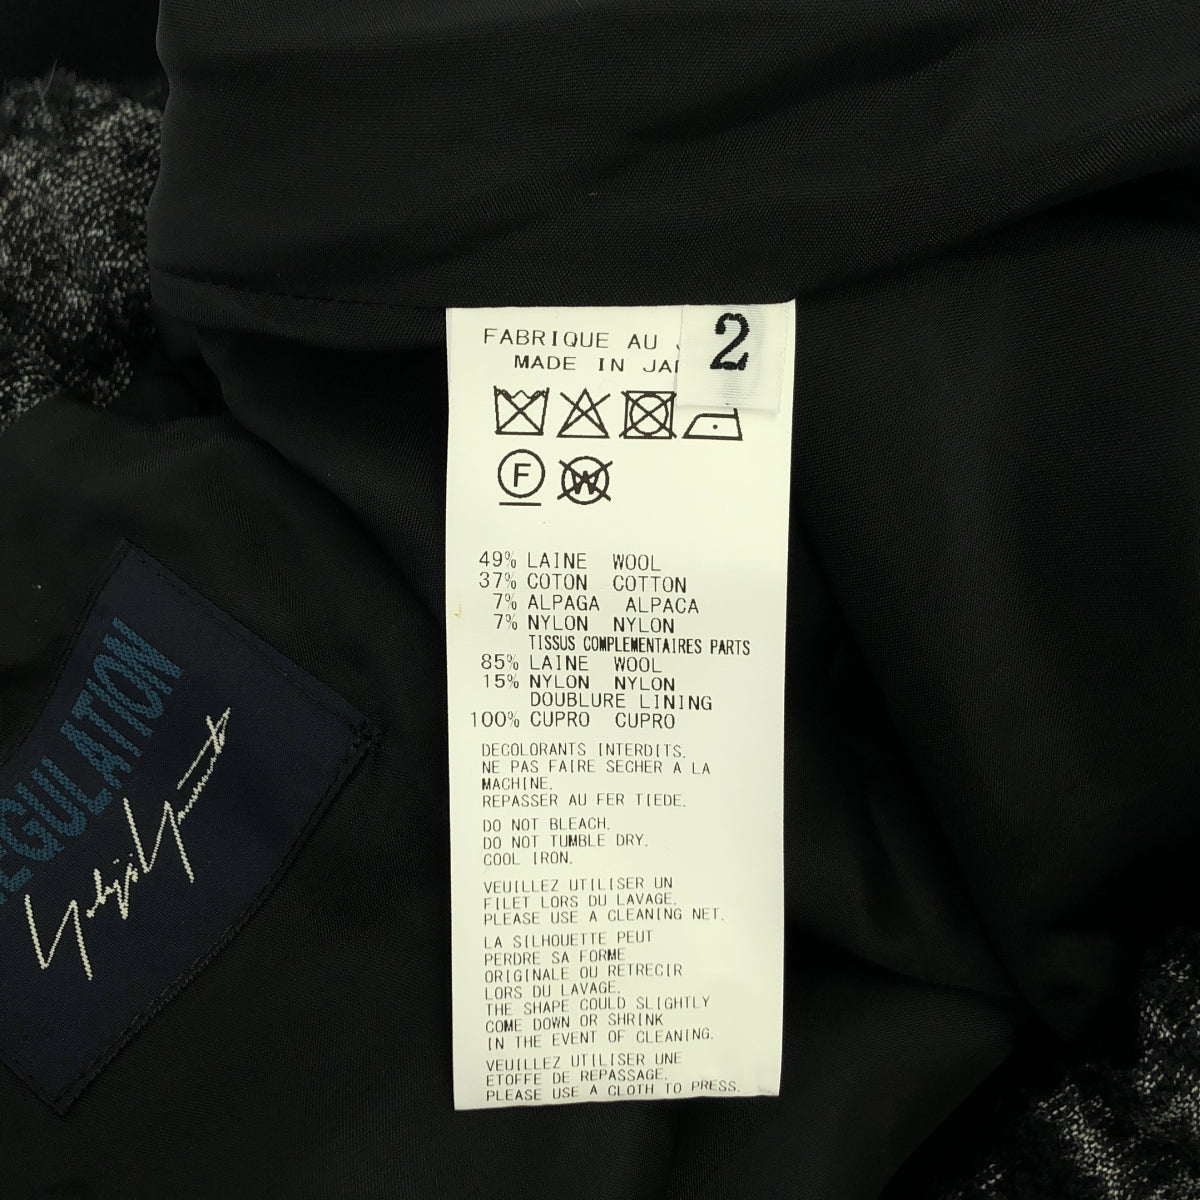 FABRIQUE AU
MADE IN
2
F
W
49% LAINE WOOL
37% COTON COTTON
7% ALPAGA ALPACA
7% NYLON NYLON
TISSUS COMPLEMENTAIRES PARTS
85% LAINE WOOL
15% NYLON NYLON
DOUBLURE LINING
100% CUPRO CUPRO
DECOLORANTS INTERDITS.
NE PAS FAIRE SECHER A LA
MACHINE.
REPASSER AU FER TIEDE.
DO NOT BLEACH.
DO NOT TUMBLE DRY.
COOL IRON.
VEUILLEZ UTILISER UN
FILET LORS DU LAVAGE.
PLEASE USE A CLEANING NET.
LA SILHOUETTE PEUT
PERDRE SA FORME
ORIGINALE OU RETRECIR
LORS DU LAVAGE.
THE SHAPE COULD SLIGHTLY
COME DOWN OR SHRINK
IN THE EVENT OF CLEANING.
VEUILLEZ UTILISER UNE
ETOFFE DE REPASSAGE.
PLEASE USE A CLOTH TO PRESS.
EGULATION
Yohji Yamamoto